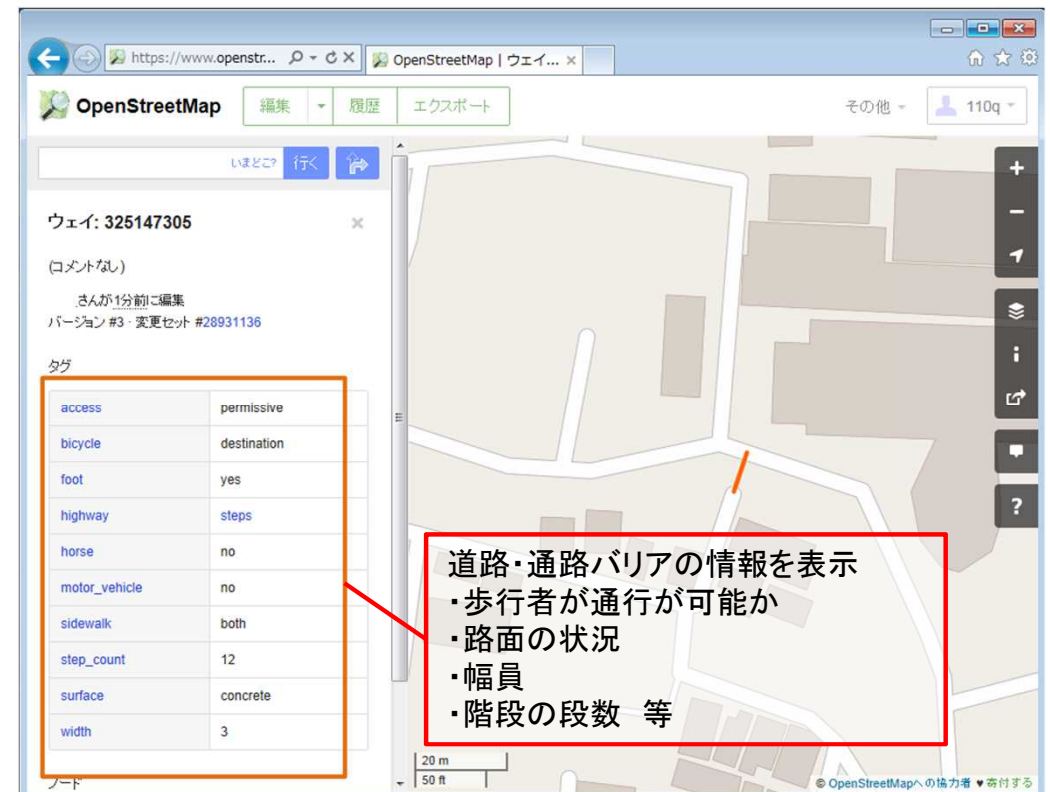 https://www.openstr...
OpenStreetMap | ウェイ... ×
OpenStreetMap
編集
履歴
エクスポート
その他
110q
いまどこ?
行く
ウェイ: 325147305
×
(コメントなし)
さんが1分前に編集
バージョン #3 · 変更セット #28931136
タグ
access permissive
bicycle destination
foot yes
highway steps
horse no
motor_vehicle no
sidewalk both
step_count 12
surface concrete
width 3
ノード
+
−
i
?
道路・通路バリアの情報を表示
・歩行者が通行が可能か
・路面の状況
・幅員
・階段の段数 等
20 m
50 ft
© OpenStreetMapへの協力者 ♥ 寄付する